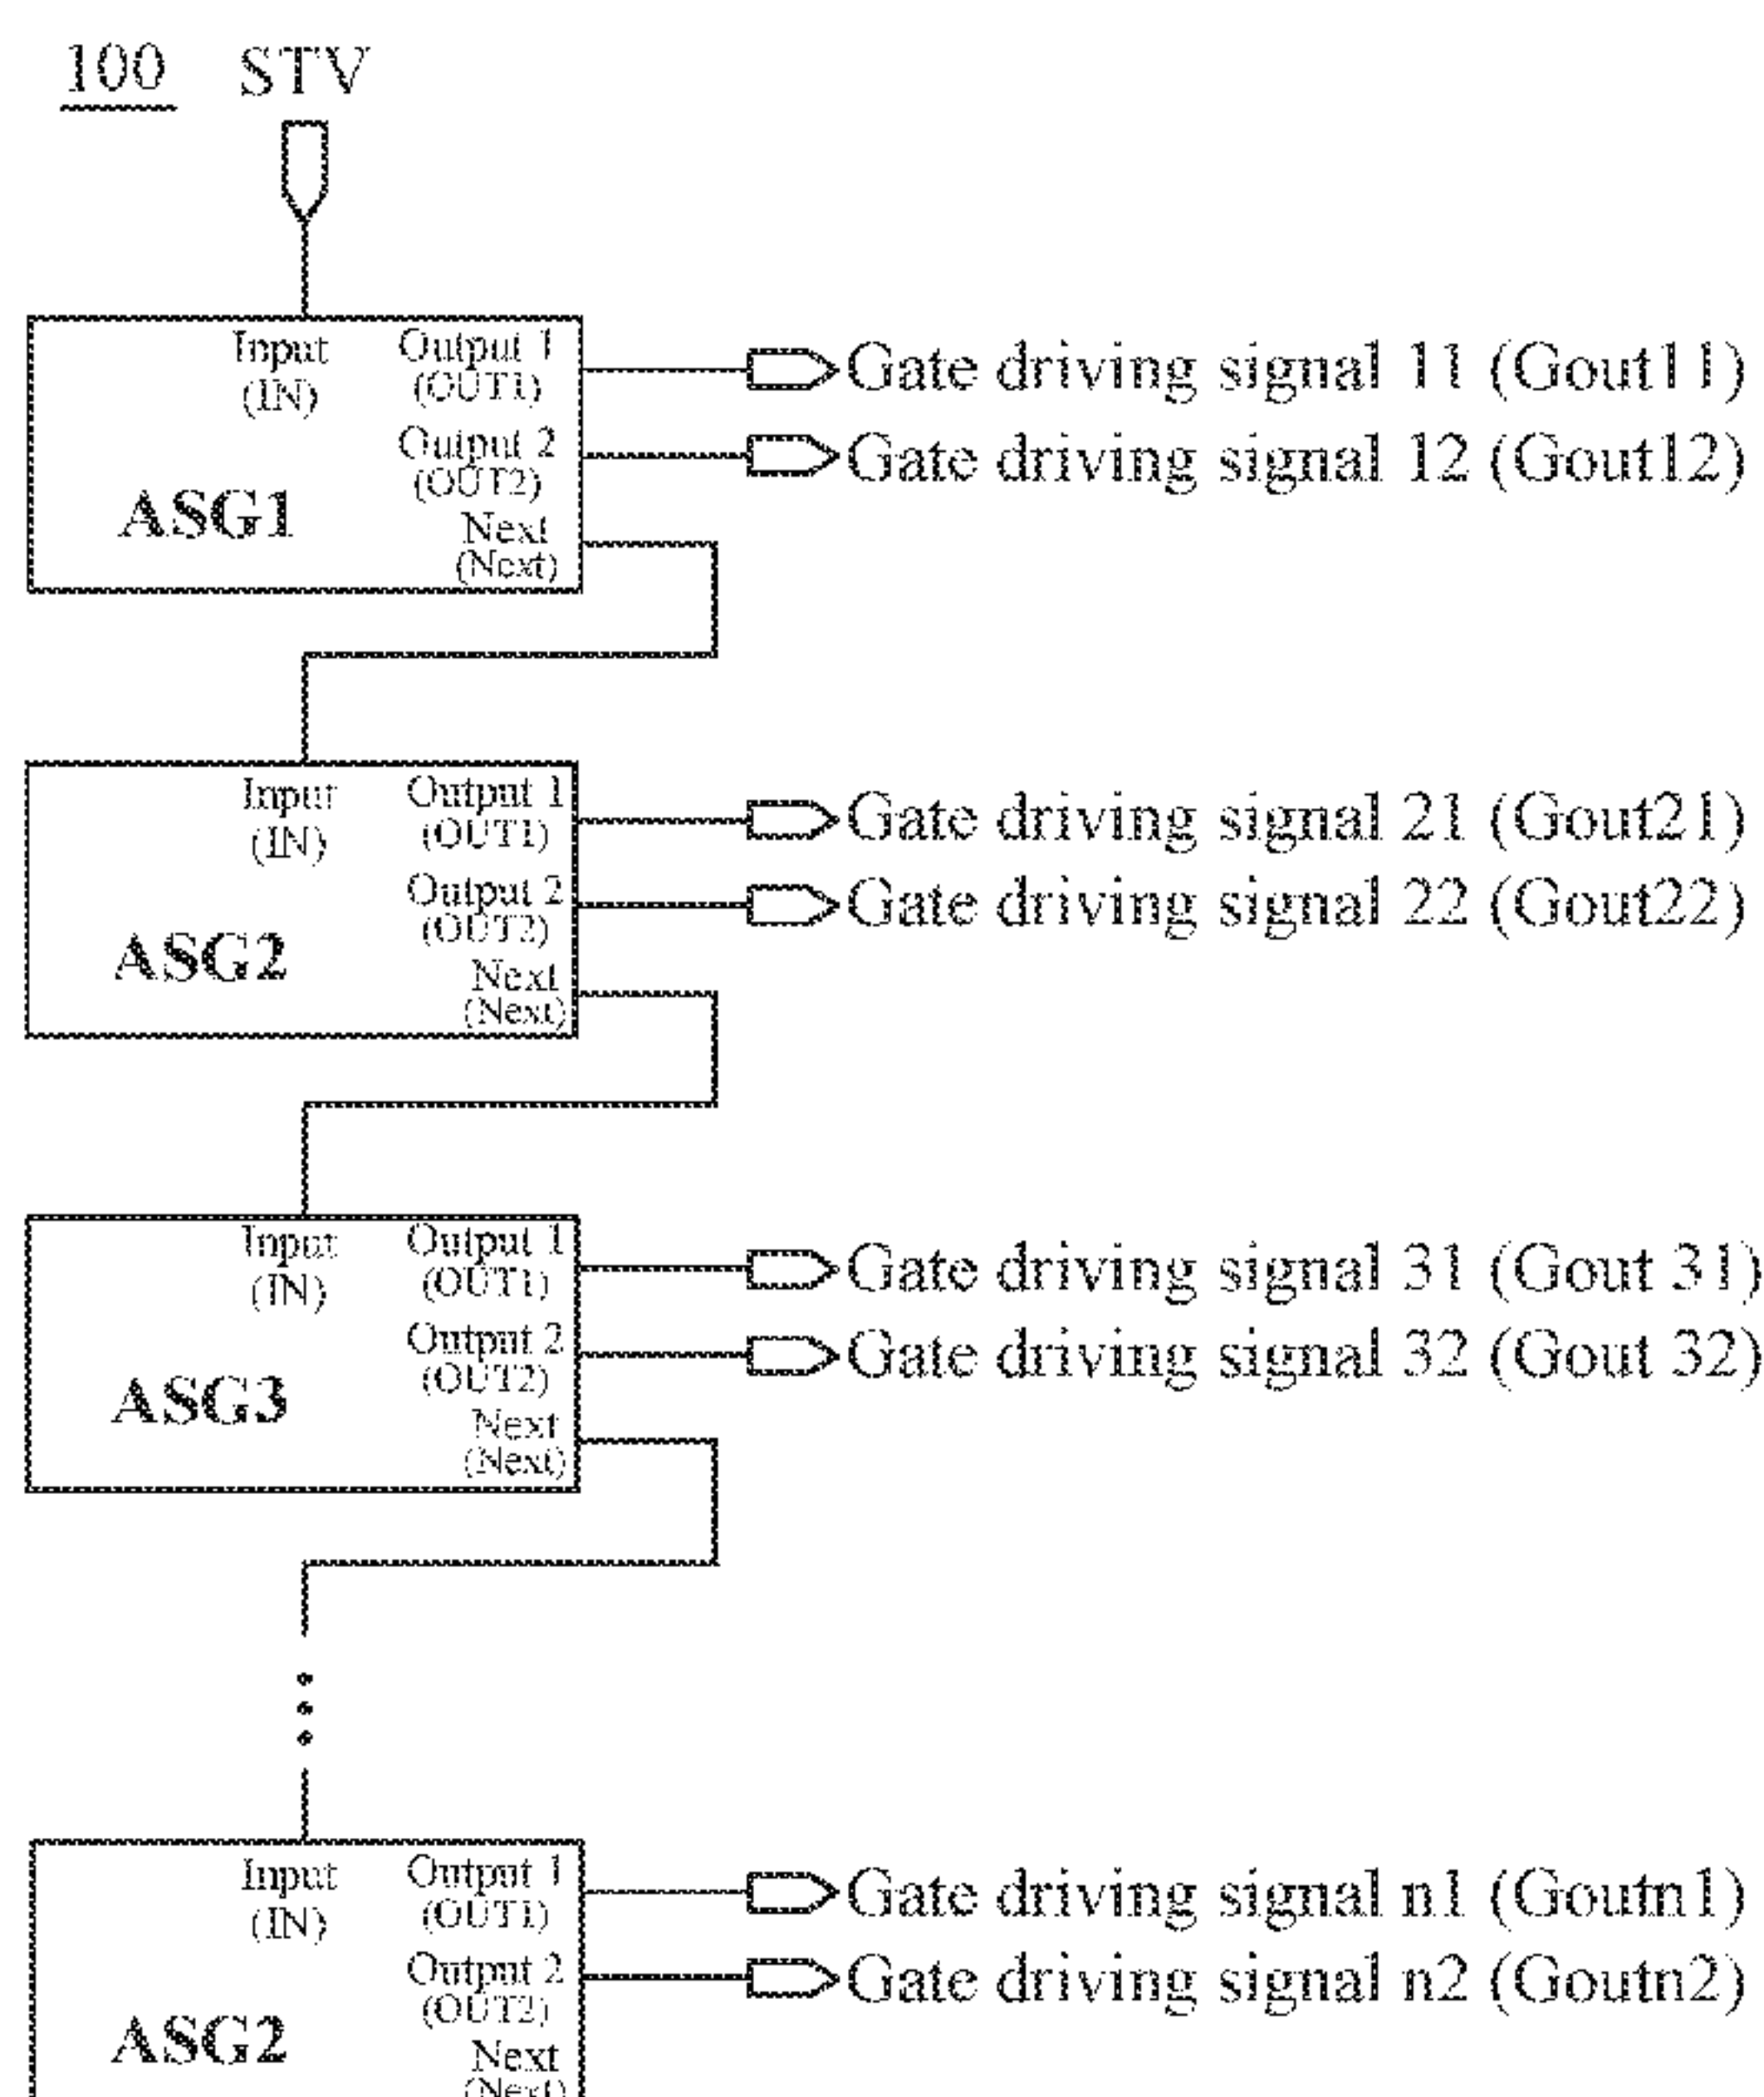 100 STV
Input Output 1
(IN) (OUT1)
Gate driving signal 11 (Gout11)
Output 2
(OUT2)
Gate driving signal 12 (Gout12)
ASG1
Next
(Next)
Input Output 1
(IN) (OUT1)
Gate driving signal 21 (Gout21)
Output 2
(OUT2)
Gate driving signal 22 (Gout22)
ASG2
Next
(Next)
Input Output 1
(IN) (OUT1)
Gate driving signal 31 (Gout 31)
Output 2
(OUT2)
Gate driving signal 32 (Gout 32)
ASG3
Next
(Next)
Input Output 1
(IN) (OUT1)
Gate driving signal n1 (Goutn1)
Output 2
(OUT2)
Gate driving signal n2 (Goutn2)
ASG2
Next
(Next)